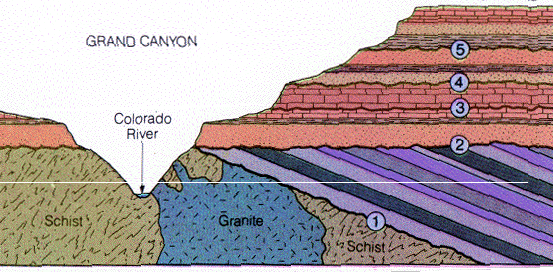 GRAND CANYON
5
4
Colorado
River
3
2
Schist
Granite
1
Schist